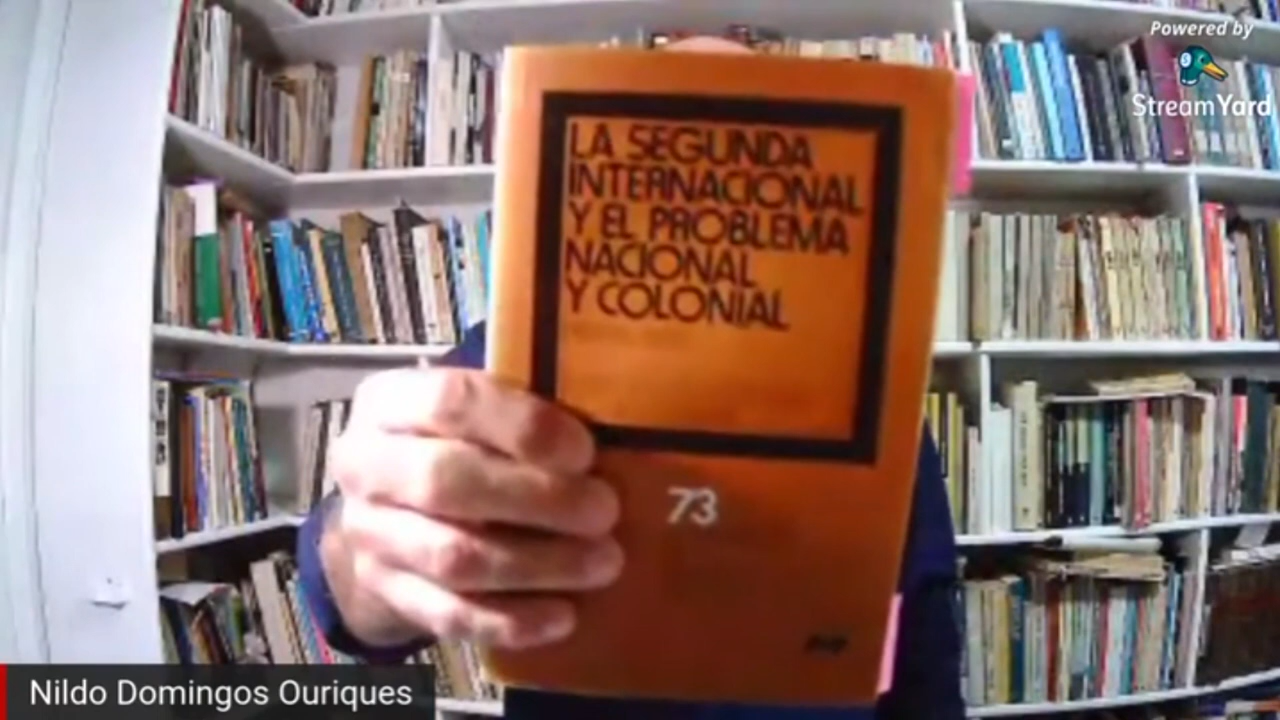 Powered by
StreamYard
LA SEGUNDA
INTERNACIONAL
Y EL PROBLEMA
NACIONAL
Y COLONIAL
73
Nildo Domingos Ouriques